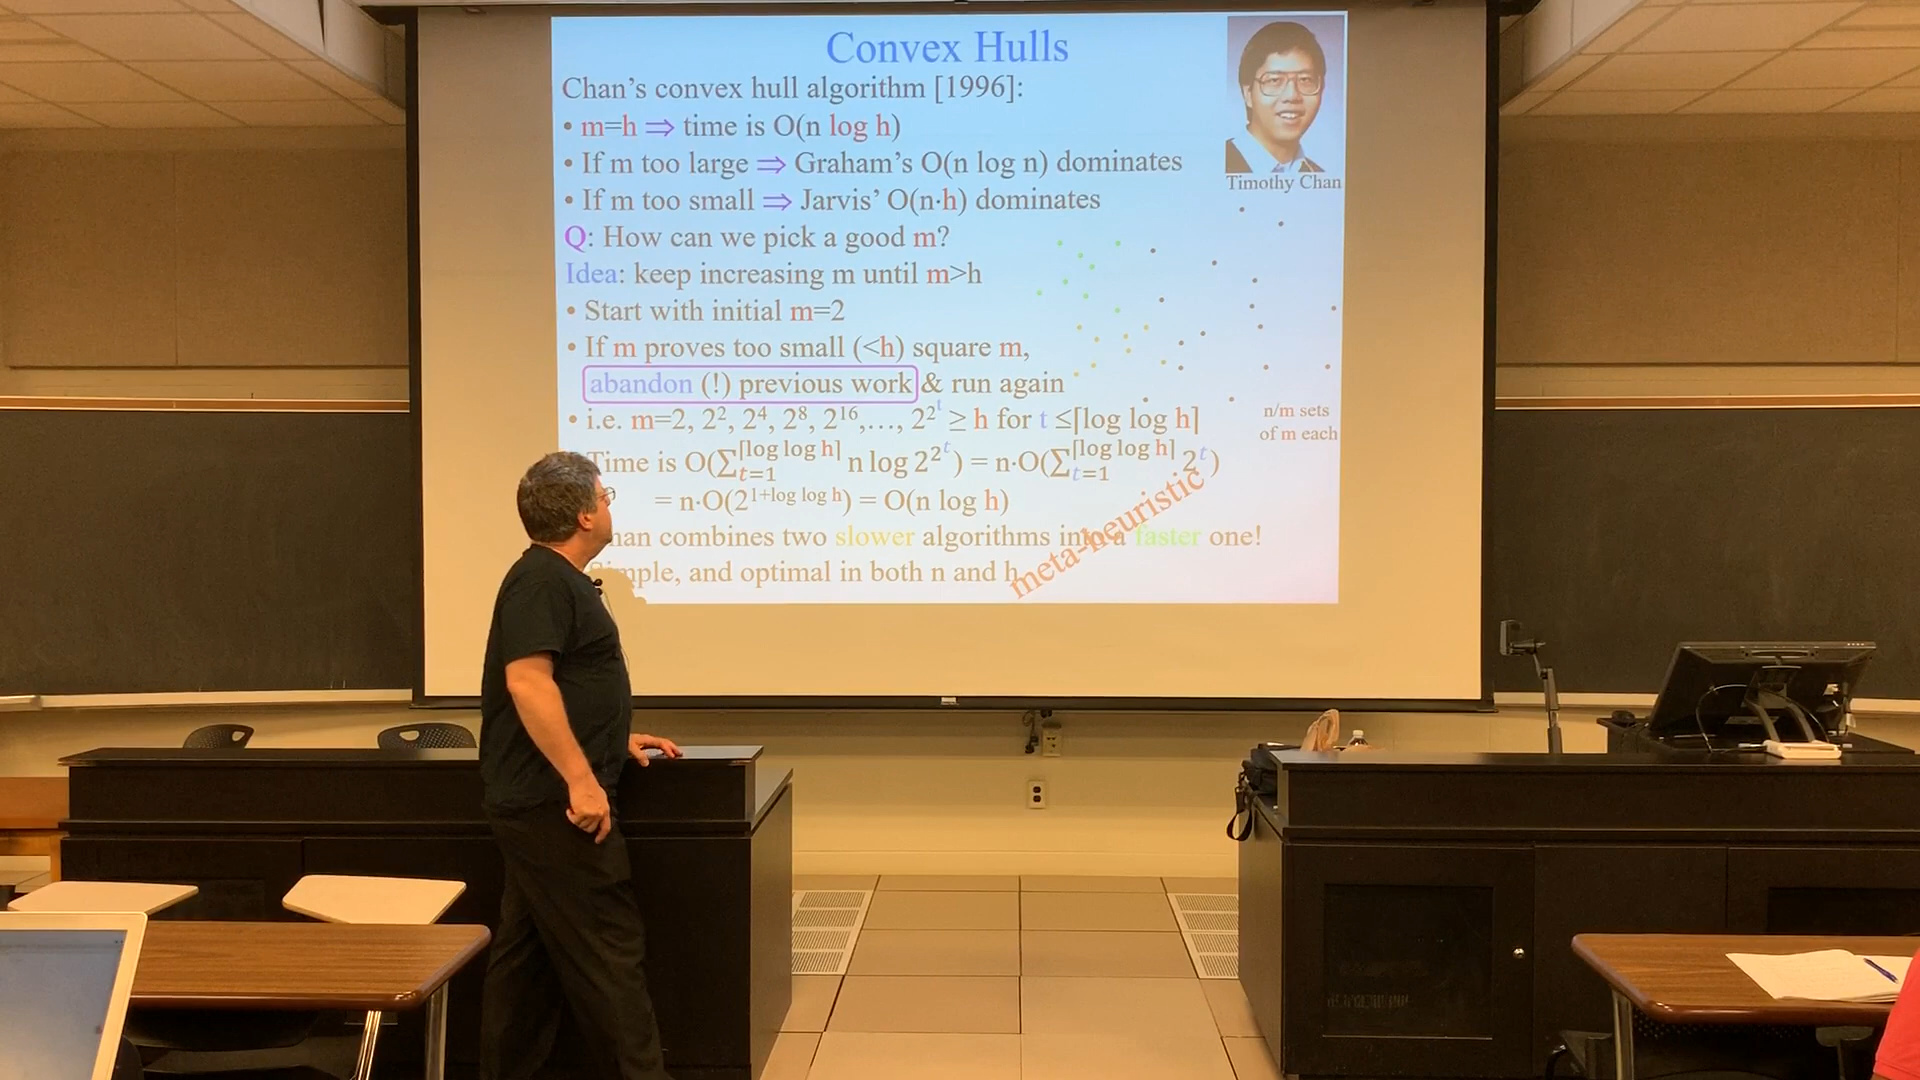 Convex Hulls
Chan's convex hull algorithm [1996]:
• m=h ⇒ time is O(n log h)
• If m too large ⇒ Graham's O(n log n) dominates
• If m too small ⇒ Jarvis' O(n·h) dominates
Timothy Chan
Q: How can we pick a good m?
Idea: keep increasing m until m>h
• Start with initial m=2
• If m proves too small (<h) square m,
abandon (!) previous work & run again
• i.e. m=2, 2², 2⁴, 2⁸, 2¹⁶,…, 2^2^t ≥ h for t ≤⌈log log h⌉
n/m sets
of m each
Time is O(∑_{t=1}^{⌈log log h⌉} n log 2^2^t) = n·O(∑_{t=1}^{⌈log log h⌉} 2^t)
= n·O(2^{1+log log h}) = O(n log h)
combines two slower algorithms into a faster one!
and optimal in both n and h
meta-heuristic